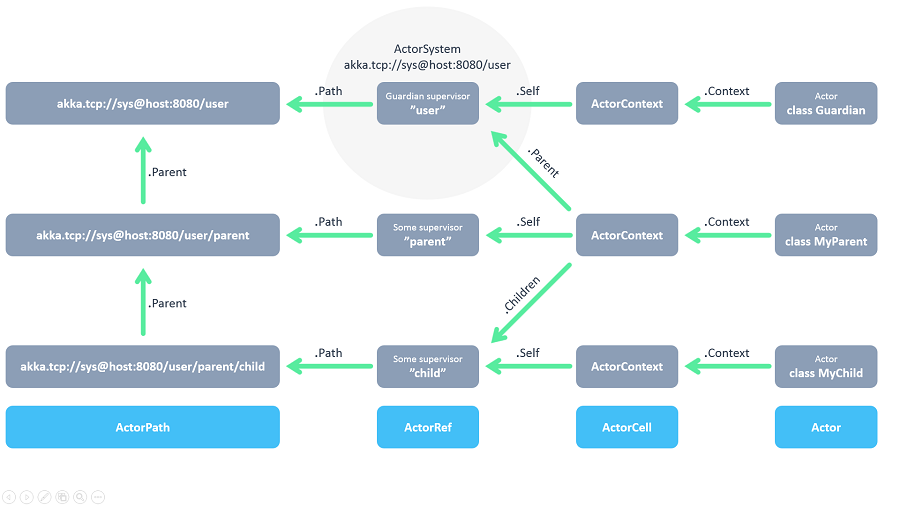 ActorSystem
akka.tcp://sys@host:8080/user
akka.tcp://sys@host:8080/user
.Path
Guardian supervisor
"user"
.Self
ActorContext
.Context
Actor
class Guardian
.Parent
.Parent
akka.tcp://sys@host:8080/user/parent
.Path
Some supervisor
"parent"
.Self
ActorContext
.Context
Actor
class MyParent
.Parent
.Children
akka.tcp://sys@host:8080/user/parent/child
.Path
Some supervisor
"child"
.Self
ActorContext
.Context
Actor
class MyChild
ActorPath
ActorRef
ActorCell
Actor